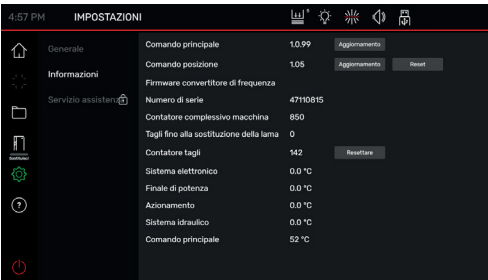 4:57 PM IMPOSTAZIONI
Generale
Informazioni
Servizio assistenza
Comando principale 1.0.99 Aggiornamento
Comando posizione 1.05 Aggiornamento Reset
Firmware convertitore di frequenza
Numero di serie 47110815
Contatore complessivo macchina 850
Tagli fino alla sostituzione della lama 0
Contatore tagli 142 Resettare
Sistema elettronico 0.0 °C
Finale di potenza 0.0 °C
Azionamento 0.0 °C
Sistema idraulico 0.0 °C
Comando principale 52 °C
?